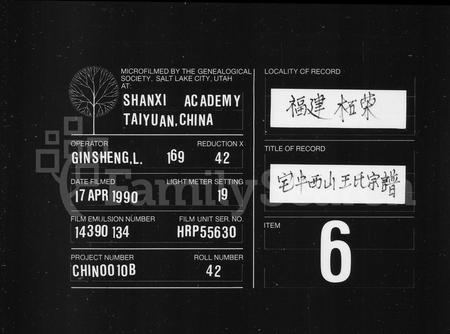 MICROFILMED BY THE GENEALOGICAL
SOCIETY, SALT LAKE CITY, UTAH
AT:
SHANXI ACADEMY
TAIYUAN, CHINA
OPERATOR
REDUCTION X
GINSHENG,L. 169
42
DATE FILMED
LIGHT METER SETTING
17 APR 1990
19
FILM EMULSION NUMBER
FILM UNIT SER. NO.
14390 134
HRP55630
PROJECT NUMBER
ROLL NUMBER
CHIN0010B
42
LOCALITY OF RECORD
福建 柘荣
TITLE OF RECORD
宅中西山王氏宗譜
ITEM
6
FamilySearch